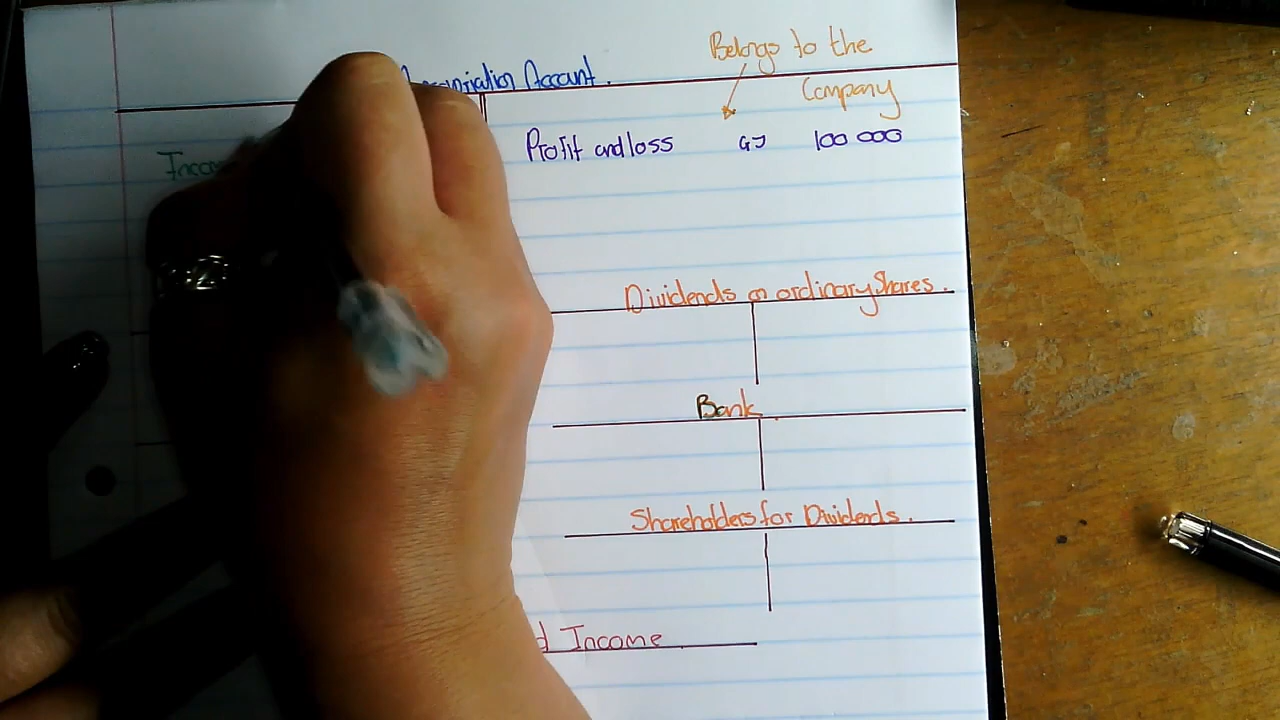 Belongs to the
Account.
Company
Profit and loss GJ 100 000
Dividends on ordinary Shares.
Bank
Shareholders for Dividends.
Income